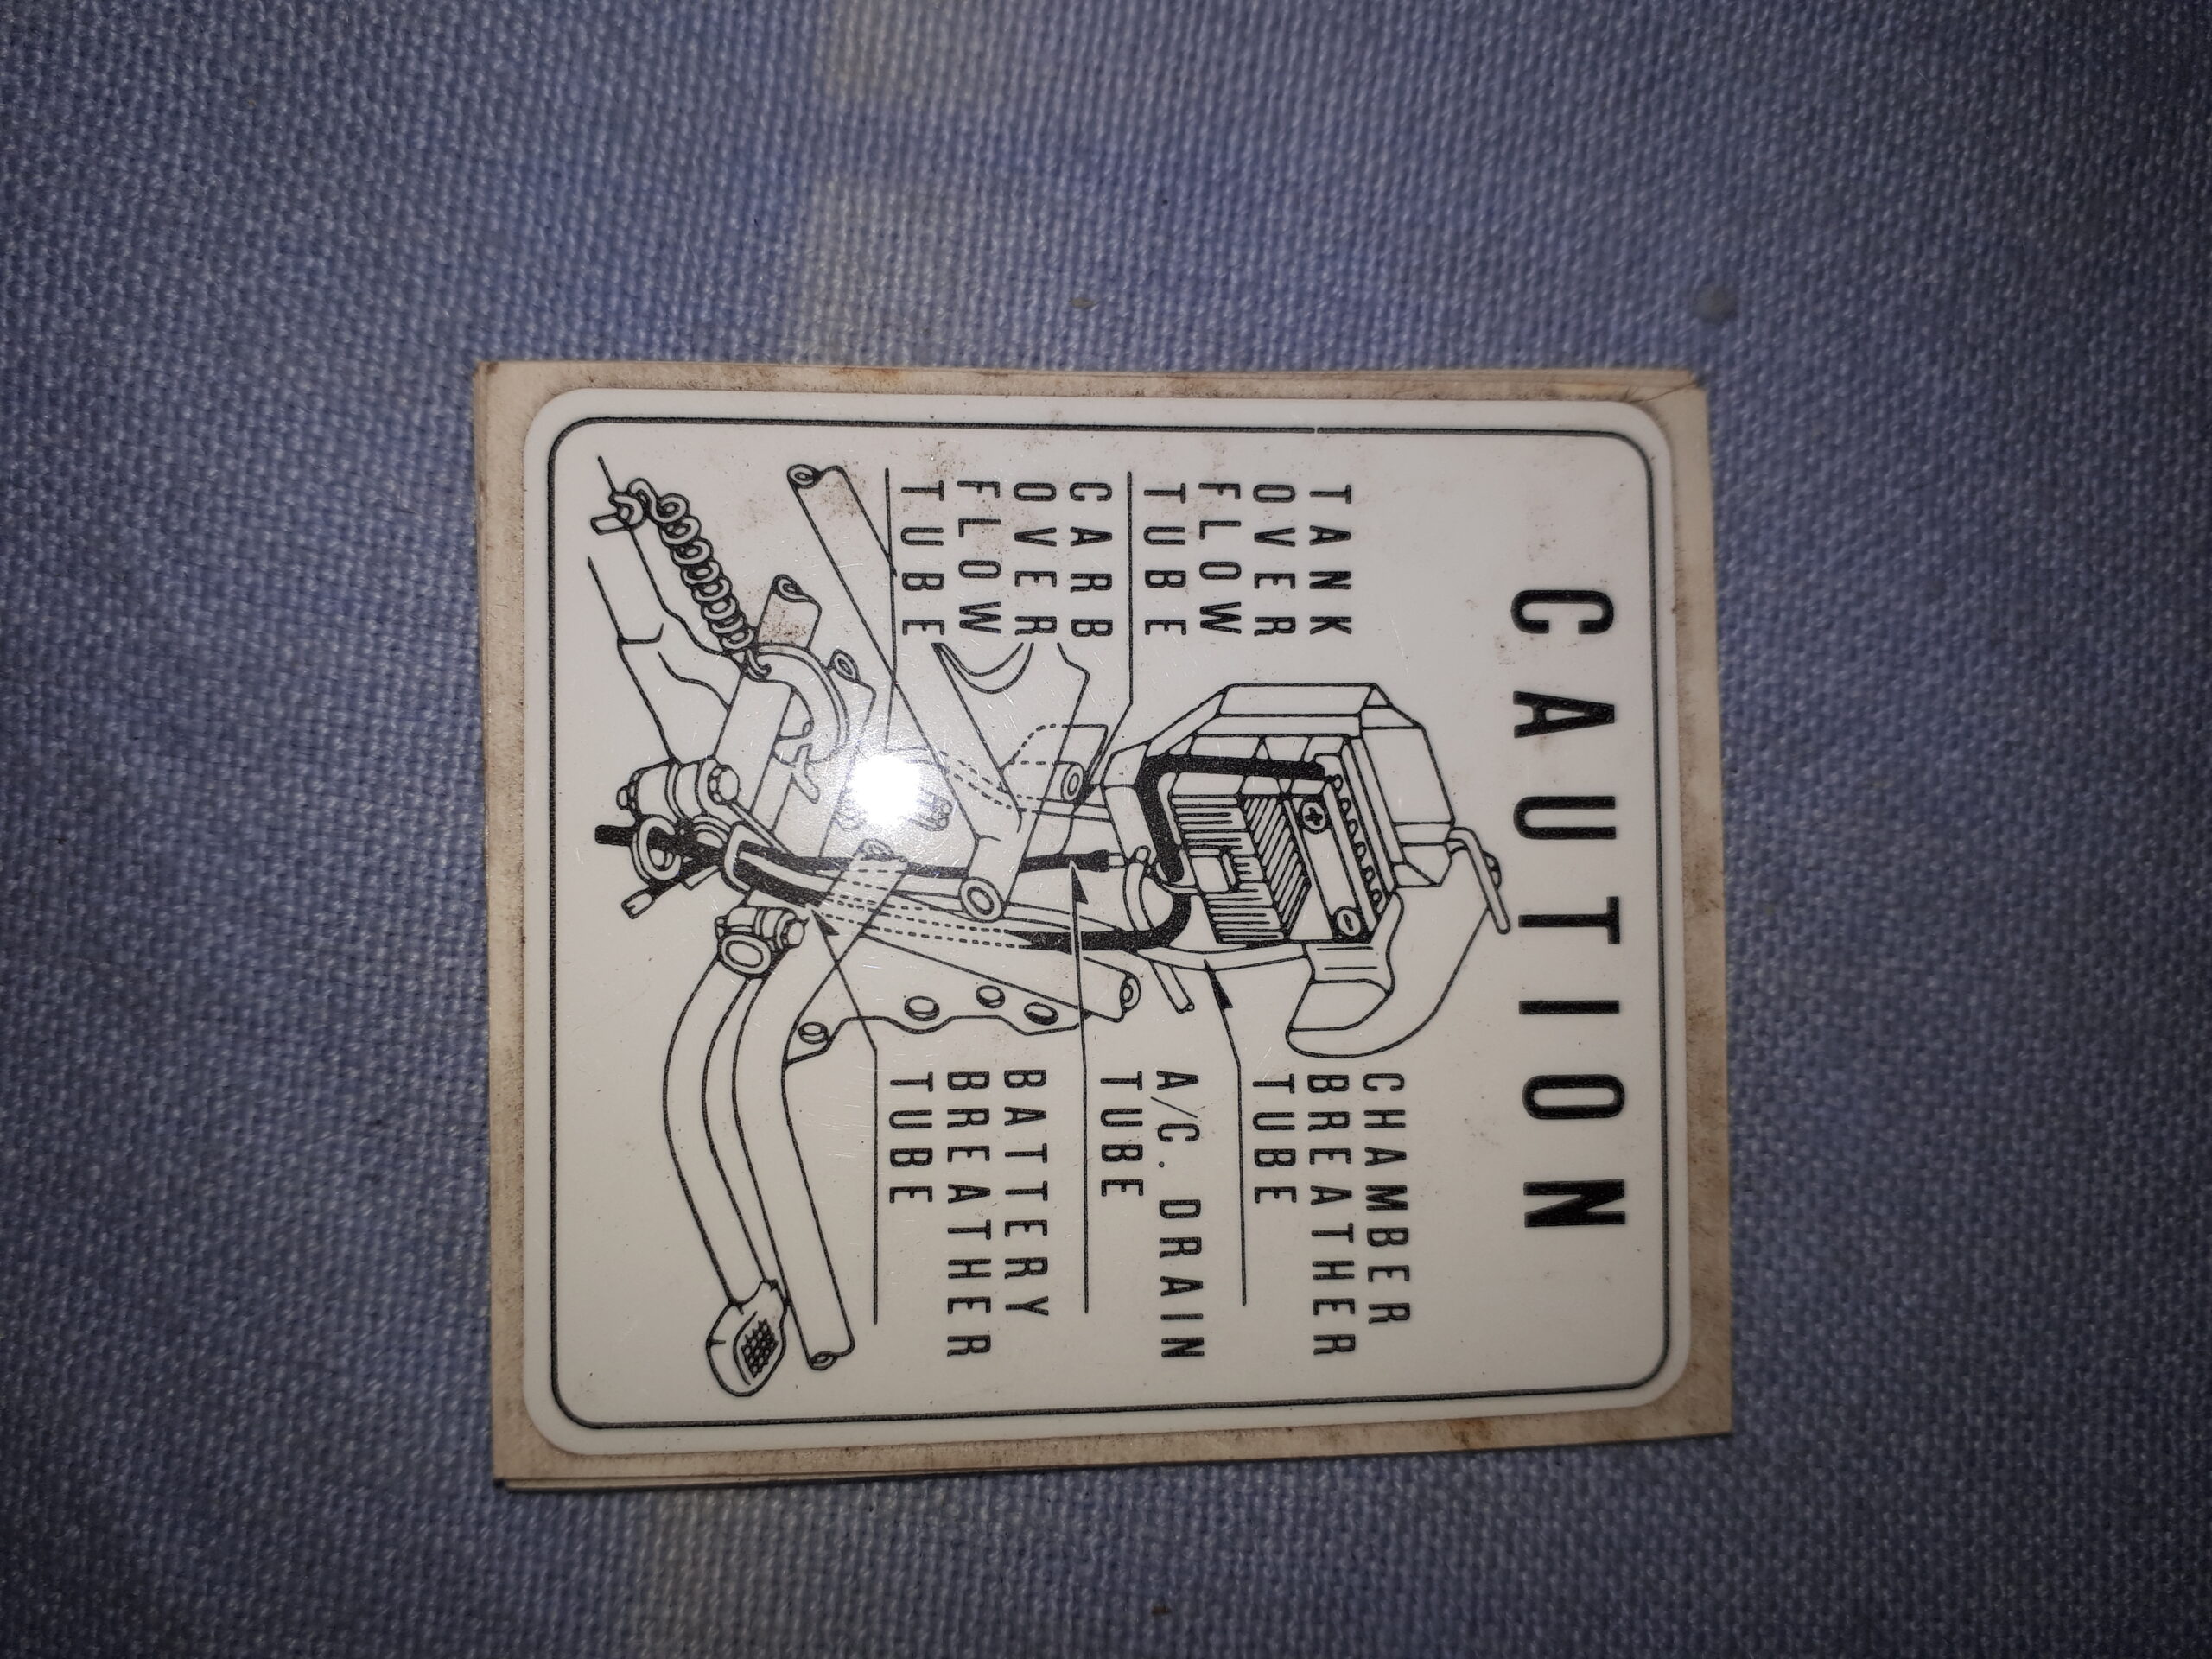 CAUTION
TANK
OVER
FLOW
TUBE
CARB
OVER
FLOW
TUBE
CHAMBER
BREATHER
TUBE
A/C. DRAIN
TUBE
BATTERY
BREATHER
TUBE
+
-